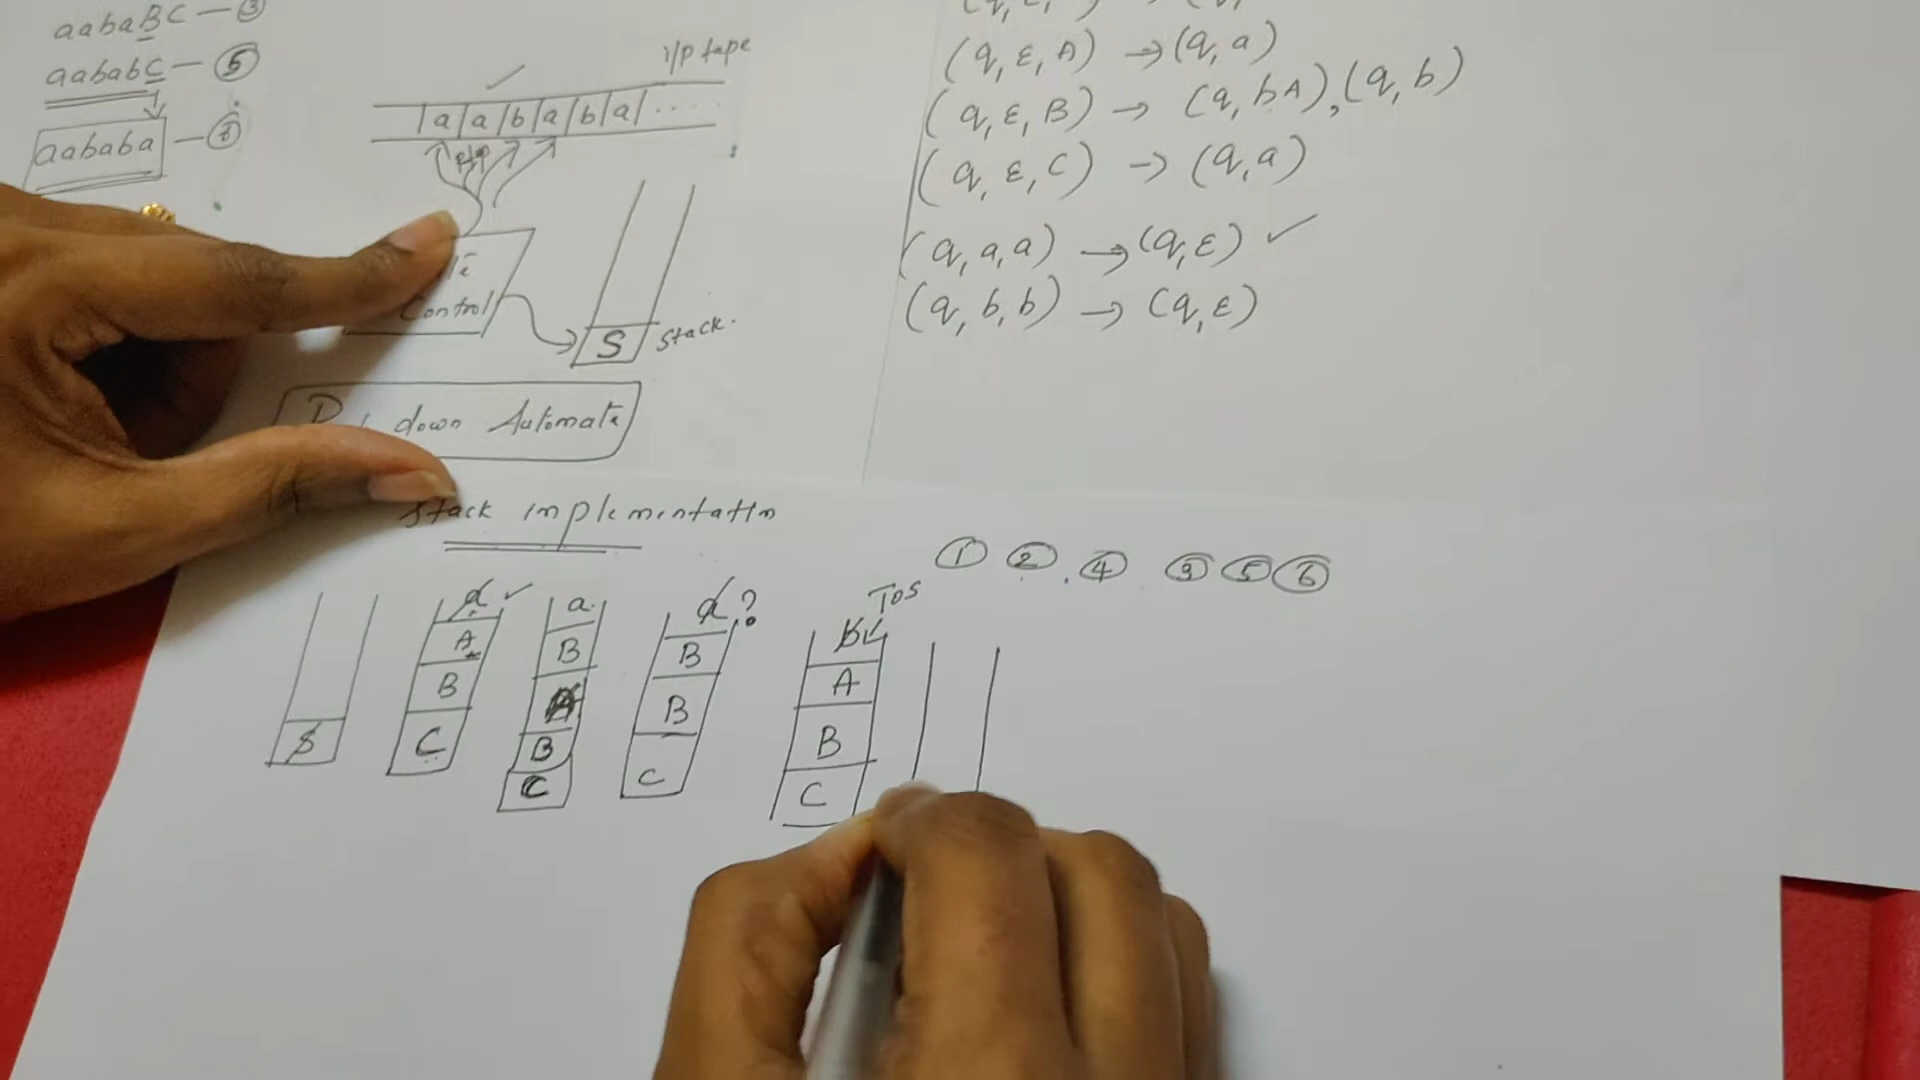 aabaBC — ③
aababC — ⑤
aababa — ⑥
i/p tape
a a b a b a ....
Control
S
stack.
down Automata
Stack implementation
(q, ε, A) → (q, a)
(q, ε, B) → (q, bA), (q, b)
(q, ε, C) → (q, a)
(q, a, a) → (q, ε) ✓
(q, b, b) → (q, ε)
① ② . ④ ③ ⑤ ⑥
S
a ✓
A
B
C
a.
B
A
B
C
a ?
B
B
C
TOS
b
A
B
C